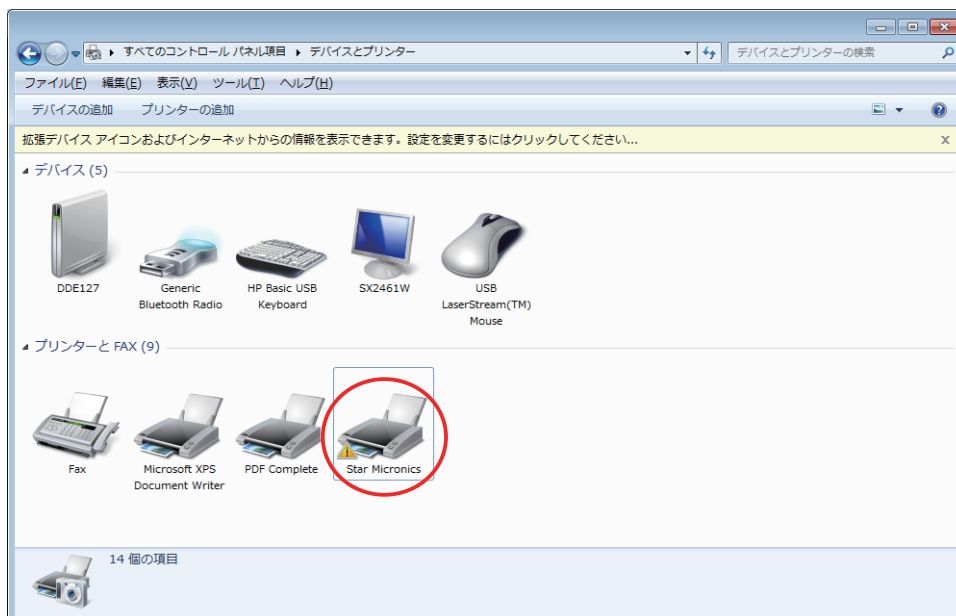 すべてのコントロール パネル項目 デバイスとプリンター デバイスとプリンターの検索
ファイル(F) 編集(E) 表示(V) ツール(T) ヘルプ(H)
デバイスの追加 プリンターの追加
拡張デバイス アイコンおよびインターネットからの情報を表示できます。設定を変更するにはクリックしてください...
デバイス (5)
DDE127
Generic
Bluetooth Radio
HP Basic USB
Keyboard
SX2461W
USB
LaserStream(TM)
Mouse
プリンターと FAX (9)
Fax
Microsoft XPS
Document Writer
PDF Complete
Star Micronics
14 個の項目